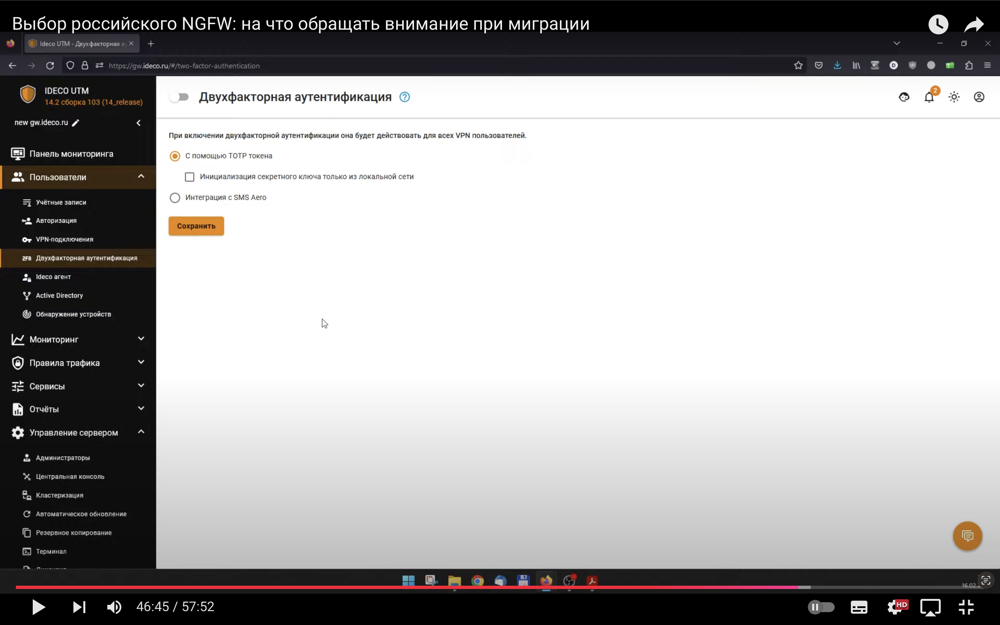 Выбор российского NGFW: на что обращать внимание при миграции
Ideco UTM - Двухфакторная
https://gw.ideco.ru/#/two-factor-authentication
IDECO UTM
14.2 сборка 103 (14_release)
new gw.ideco.ru
Двухфакторная аутентификация
2
При включении двухфакторной аутентификации она будет действовать для всех VPN пользователей.
С помощью TOTP токена
Инициализация секретного ключа только из локальной сети
Интеграция с SMS Aero
Сохранить
Панель мониторинга
Пользователи
Учётные записи
Авторизация
VPN-подключения
2FA Двухфакторная аутентификация
Ideco агент
Active Directory
Обнаружение устройств
Мониторинг
Правила трафика
Сервисы
Отчёты
Управление сервером
Администраторы
Центральная консоль
Кластеризация
Автоматическое обновление
Резервное копирование
Терминал
16.02.
46:45 / 57:52
HD